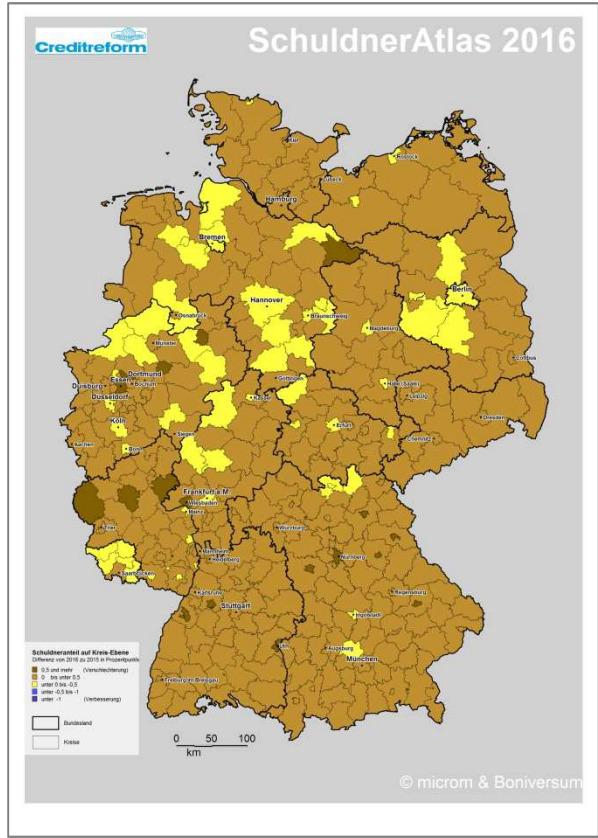 Creditreform
SchuldnerAtlas 2016
Kiel
Rostock
Lübeck
Hamburg
Bremen
Berlin
Hannover
Osnabrück
Braunschweig
Magdeburg
Münster
Cottbus
Dortmund
Essen
Duisburg
Bochum
Göttingen
Halle (Saale)
Düsseldorf
Kassel
Leipzig
Köln
Dresden
Siegen
Erfurt
Aachen
Bonn
Chemnitz
Frankfurt a.M.
Wiesbaden
Mainz
Trier
Würzburg
Mannheim
Heidelberg
Nürnberg
Saarbrücken
Karlsruhe
Regensburg
Stuttgart
Ingolstadt
Ulm
Augsburg
München
Freiburg im Breisgau
Schuldneranteil auf Kreis-Ebene
Differenz von 2016 zu 2015 in Prozentpunkten
0,5 und mehr (Verschlechterung)
0 bis unter 0,5
unter 0 bis -0,5
unter -0,5 bis -1
unter -1 (Verbesserung)
Bundesland
Kreise
0 50 100
km
© microm & Boniversum